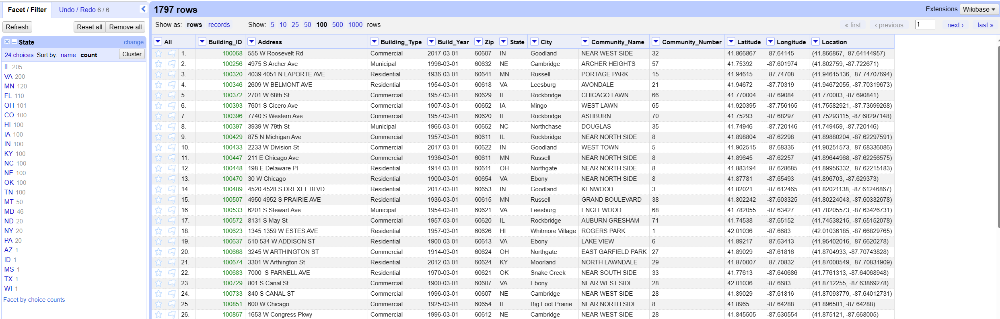 Facet / Filter Undo / Redo 6 / 6
Refresh Reset all Remove all
State change
24 choices Sort by: name count Cluster
IL 205
VA 200
MN 120
FL 110
OH 101
CO 100
HI 100
IA 100
IN 100
KY 100
NC 100
NE 100
OK 100
TN 100
MT 50
MD 46
ND 20
NY 20
PA 20
AZ 1
ID 1
MS 1
TX 1
WI 1
Facet by choice counts
1797 rows Extensions Wikibase
Show as: rows records Show: 5 10 25 50 100 500 1000 rows « first ‹ previous 1 next › last »
All Building_ID Address Building_Type Build_Year Zip State City Community_Name Community_Number Latitude Longitude Location
1. 100068 555 W Roosevelt Rd Commercial 2017-03-01 60607 IN Goodland NEAR WEST SIDE 32 41.866867 -87.64145 (41.866867, -87.64144957)
2. 100256 4975 S Archer Ave Municipal 1996-03-01 60632 NE Cambridge ARCHER HEIGHTS 57 41.75392 -87.601974 (41.802759, -87.722671)
3. 100320 4039 4051 N LAPORTE AVE Residential 1936-03-01 60641 MN Russell PORTAGE PARK 15 41.94615 -87.74708 (41.94615136, -87.74707694)
4. 100346 2609 W BELMONT AVE Residential 1954-03-01 60618 VA Leesburg AVONDALE 21 41.94672 -87.70319 (41.94672055, -87.70319673)
5. 100372 2701 W 68th St Commercial 1957-03-01 60629 IL Rockbridge CHICAGO LAWN 66 41.770004 -87.69084 (41.770003, -87.690841)
6. 100393 7601 S Cicero Ave Commercial 1907-03-01 60652 IA Mingo WEST LAWN 65 41.920395 -87.756165 (41.75582921, -87.73699268)
7. 100396 7740 S Western Ave Commercial 1957-03-01 60620 IL Rockbridge ASHBURN 70 41.75293 -87.68297 (41.75293115, -87.68297148)
8. 100397 3939 W 79th St Municipal 1966-03-01 60652 NC Northchase DOUGLAS 35 41.74946 -87.720146 (41.749459, -87.720146)
9. 100429 875 N Michigan Ave Commercial 1957-03-01 60611 IL Rockbridge NEAR NORTH SIDE 8 41.898804 -87.62298 (41.89880204, -87.62297591)
10. 100433 2233 W Division St Commercial 2017-03-01 60622 IN Goodland WEST TOWN 5 41.902515 -87.68336 (41.90251573, -87.68336086)
11. 100447 211 E Chicago Ave Commercial 1936-03-01 60611 MN Russell NEAR NORTH SIDE 8 41.89645 -87.62257 (41.89644968, -87.62256575)
12. 100448 198 E Delaware Pl Residential 1914-03-01 60611 OH Northgate NEAR NORTH SIDE 8 41.883194 -87.628685 (41.89956332, -87.62215183)
13. 100470 30 W Chicago Residential 1900-03-01 60654 VA Ebony NEAR NORTH SIDE 8 41.87781 -87.65493 (41.896703, -87.629373)
14. 100489 4520 4528 S DREXEL BLVD Residential 2017-03-01 60653 IN Goodland KENWOOD 3 41.82021 -87.612465 (41.82021138, -87.61246867)
15. 100507 4950 4952 S PRAIRIE AVE Residential 1936-03-01 60615 MN Russell GRAND BOULEVARD 38 41.802242 -87.603325 (41.80224043, -87.60332678)
16. 100533 6201 S Stewart Ave Municipal 1954-03-01 60621 VA Leesburg ENGLEWOOD 68 41.782055 -87.63427 (41.78205573, -87.63426731)
17. 100572 8131 S May St Commercial 1957-03-01 60620 IL Rockbridge AUBURN GRESHAM 71 41.74538 -87.65152 (41.74538215, -87.65152078)
18. 100623 1345 1359 W ESTES AVE Residential 1957-03-01 60626 HI Whitmore Village ROGERS PARK 1 42.01036 -87.6683 (42.01036185, -87.66829765)
19. 100637 510 534 W ADDISON ST Residential 1900-03-01 60613 VA Ebony LAKE VIEW 6 41.89217 -87.63413 (41.95402016, -87.6620278)
20. 100668 3245 W ARTHINGTON ST Commercial 1914-03-01 60624 OH Northgate EAST GARFIELD PARK 27 41.89029 -87.61816 (41.8704933, -87.70743828)
21. 100674 3301 W Arthington St Residential 2012-03-01 60624 KY Moorland NORTH LAWNDALE 29 41.870007 -87.70832 (41.87000549, -87.70831909)
22. 100683 7000 S PARNELL AVE Residential 1970-03-01 60621 OK Snake Creek NEAR SOUTH SIDE 33 41.77613 -87.640686 (41.7761313, -87.64068948)
23. 100729 801 S Canal St Commercial 1900-03-01 60607 VA Ebony NEAR WEST SIDE 28 42.01036 -87.6683 (41.8712255, -87.63869278)
24. 100733 840 S CANAL ST Commercial 1996-03-01 60607 NE Cambridge NEAR WEST SIDE 28 41.89029 -87.61816 (41.87093779, -87.64012731)
25. 100851 600 W Chicago Commercial 1925-03-01 60654 IL Big Foot Prairie NEAR NORTH SIDE 8 41.8965 -87.64288 (41.896501, -87.64288)
26. 100867 1653 W Congress Pkwy Commercial 1996-03-01 60612 NE Cambridge NEAR WEST SIDE 28 41.845505 -87.630554 (41.875121, -87.668005)